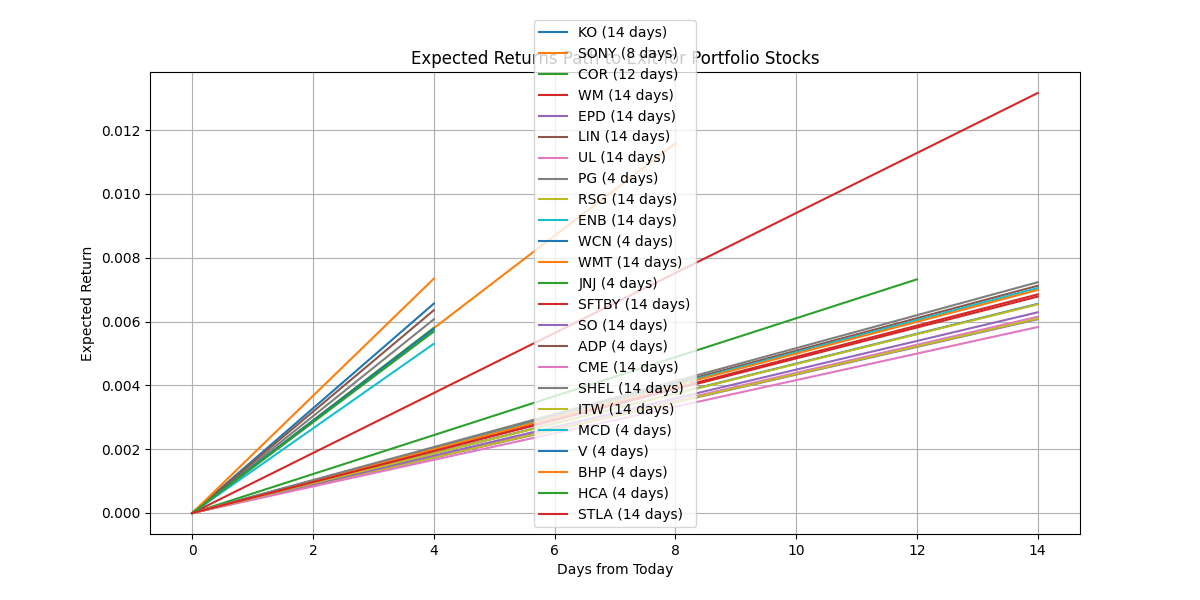 Expected Returns Path to Exit for Portfolio Stocks
KO (14 days)
SONY (8 days)
COR (12 days)
WM (14 days)
EPD (14 days)
LIN (14 days)
UL (14 days)
PG (4 days)
RSG (14 days)
ENB (14 days)
WCN (4 days)
WMT (14 days)
JNJ (4 days)
SFTBY (14 days)
SO (14 days)
ADP (4 days)
CME (14 days)
SHEL (14 days)
ITW (14 days)
MCD (4 days)
V (4 days)
BHP (4 days)
HCA (4 days)
STLA (14 days)
Expected Return
0.012
0.010
0.008
0.006
0.004
0.002
0.000
0 2 4 6 8 10 12 14
Days from Today